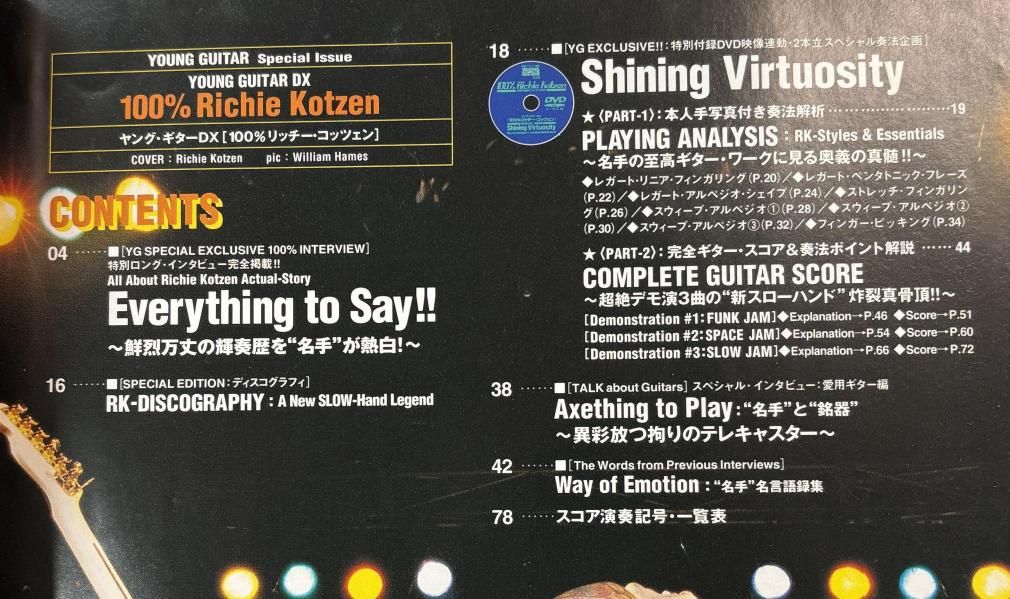 YOUNG GUITAR Special Issue
YOUNG GUITAR DX
100% Richie Kotzen
ヤング・ギターDX [100%リッチー・コッツェン]
COVER : Richie Kotzen pic : William Hames
CONTENTS
04 ······■[YG SPECIAL EXCLUSIVE 100% INTERVIEW]
特別ロング・インタビュー完全掲載!!
All About Richie Kotzen Actual-Story
Everything to Say!!
～鮮烈万丈の輝奏歴を“名手”が熱白!～
16 ······■[SPECIAL EDITION : ディスコグラフィ]
RK-DISCOGRAPHY : A New SLOW-Hand Legend
18 ······■[YG EXCLUSIVE!! : 特別付録DVD映像連動・2本立スペシャル奏法企画]
100% Richie Kotzen
DVD
Shining Virtuosity
Shining Virtuosity
★〈PART-1〉: 本人手写真付き奏法解析 ··················19
PLAYING ANALYSIS : RK-Styles & Essentials
～名手の至高ギター・ワークに見る奥義の真髄!!～
◆レガート・リニア・フィンガリング(P.20)／◆レガート・ペンタトニック・フレーズ
(P.22)／◆レガート・アルペジオ・シェイプ(P.24)／◆ストレッチ・フィンガリン
グ(P.26)／◆スウィープ・アルペジオ①(P.28)／◆スウィープ・アルペジオ②
(P.30)／◆スウィープ・アルペジオ③(P.32)／◆フィンガー・ピッキング(P.34)
★〈PART-2〉: 完全ギター・スコア＆奏法ポイント解説 ······ 44
COMPLETE GUITAR SCORE
～超絶デモ演3曲の“新スローハンド”炸裂真骨頂!!～
[Demonstration #1: FUNK JAM]◆Explanation→P.46 ◆Score→P.51
[Demonstration #2: SPACE JAM]◆Explanation→P.54 ◆Score→P.60
[Demonstration #3: SLOW JAM]◆Explanation→P.66 ◆Score→P.72
38 ······■[TALK about Guitars] スペシャル・インタビュー : 愛用ギター編
Axething to Play : “名手”と“銘器”
～異彩放つ拘りのテレキャスター～
42 ······■[The Words from Previous Interviews]
Way of Emotion : “名手”名言語録集
78 ······スコア演奏記号・一覧表